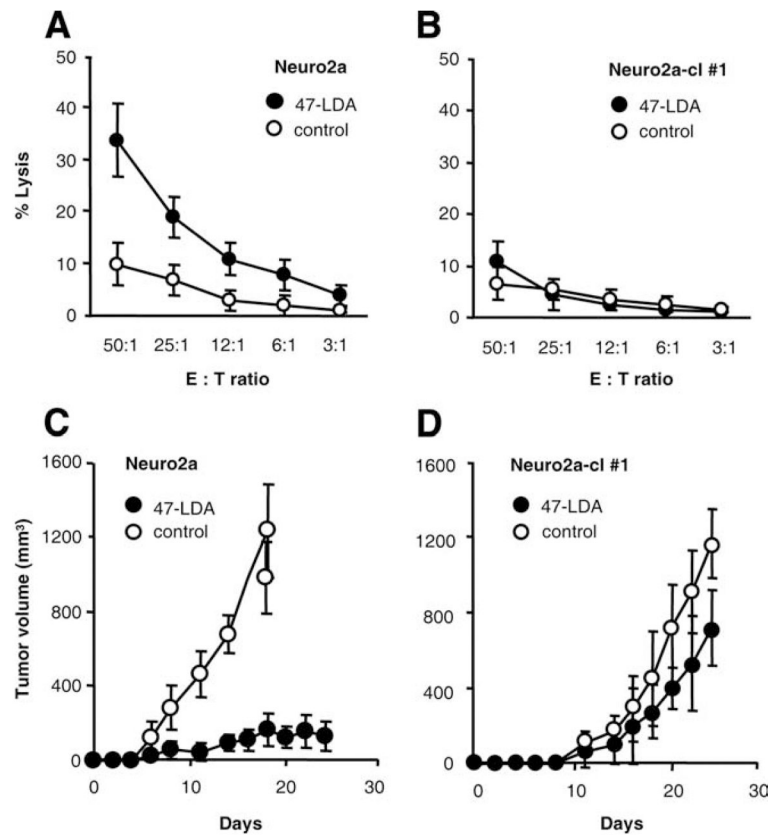 A
Neuro2a
47-LDA
control
% Lysis
50
40
30
20
10
0
50:1 25:1 12:1 6:1 3:1
E : T ratio
B
Neuro2a-cl #1
47-LDA
control
50
40
30
20
10
0
50:1 25:1 12:1 6:1 3:1
E : T ratio
C
Neuro2a
47-LDA
control
Tumor volume (mm³)
1600
1200
800
400
0
0 10 20 30
Days
D
Neuro2a-cl #1
47-LDA
control
1600
1200
800
400
0
0 10 20 30
Days